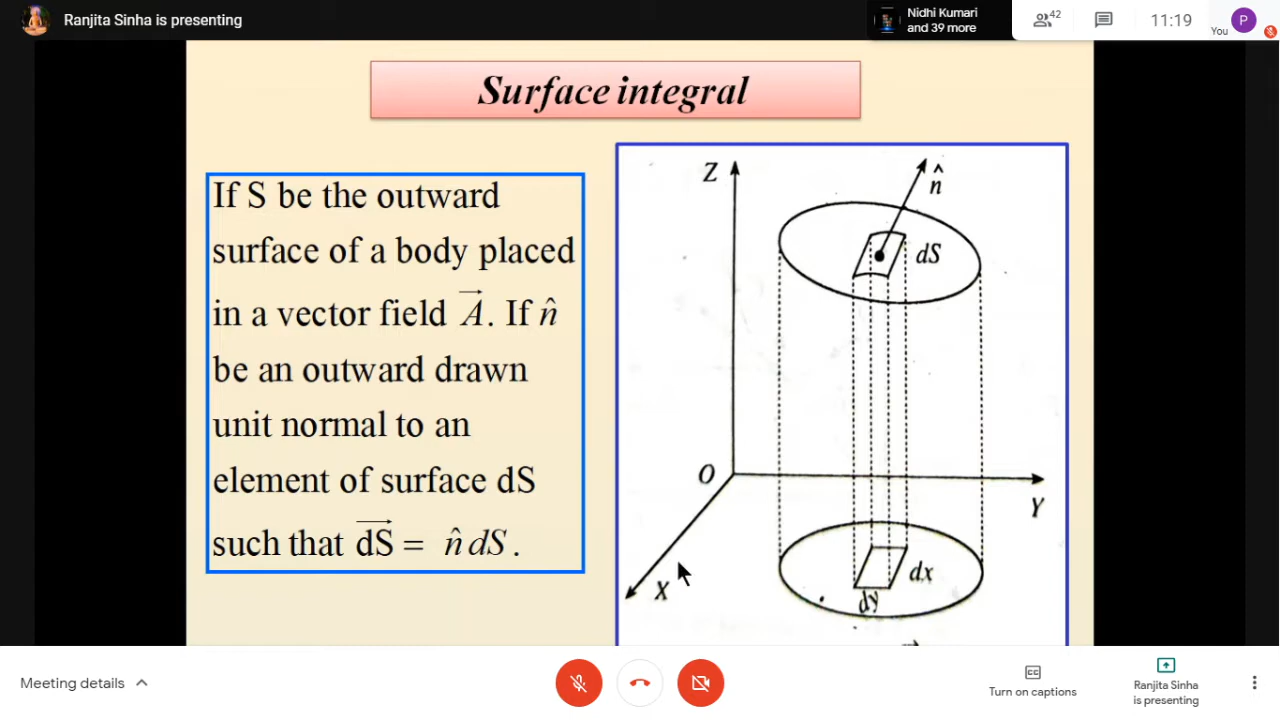 Ranjita Sinha is presenting
Nidhi Kumari
and 39 more
42
11:19
You
P
Surface integral
If S be the outward
surface of a body placed
in a vector field A⃗. If n̂
be an outward drawn
unit normal to an
element of surface dS
such that d⃗S⃗ = n̂ dS.
Z
n̂
dS
O
Y
X
dx
dy
Meeting details
CC
Turn on captions
Ranjita Sinha
is presenting